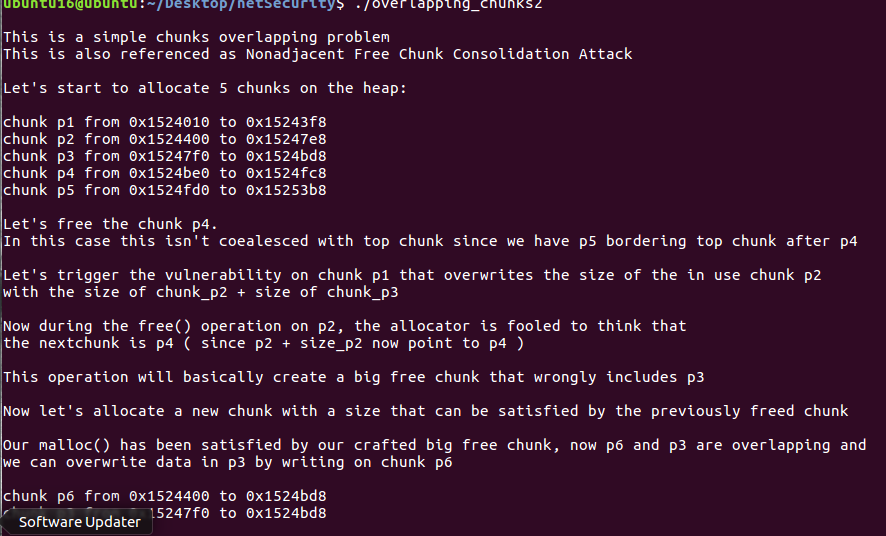 ubuntu16@ubuntu:~/Desktop/netSecurity$ ./overlapping_chunks2
This is a simple chunks overlapping problem
This is also referenced as Nonadjacent Free Chunk Consolidation Attack
Let's start to allocate 5 chunks on the heap:
chunk p1 from 0x1524010 to 0x15243f8
chunk p2 from 0x1524400 to 0x15247e8
chunk p3 from 0x15247f0 to 0x1524bd8
chunk p4 from 0x1524be0 to 0x1524fc8
chunk p5 from 0x1524fd0 to 0x15253b8
Let's free the chunk p4.
In this case this isn't coealesced with top chunk since we have p5 bordering top chunk after p4
Let's trigger the vulnerability on chunk p1 that overwrites the size of the in use chunk p2
with the size of chunk_p2 + size of chunk_p3
Now during the free() operation on p2, the allocator is fooled to think that
the nextchunk is p4 ( since p2 + size_p2 now point to p4 )
This operation will basically create a big free chunk that wrongly includes p3
Now let's allocate a new chunk with a size that can be satisfied by the previously freed chunk
Our malloc() has been satisfied by our crafted big free chunk, now p6 and p3 are overlapping and
we can overwrite data in p3 by writing on chunk p6
chunk p6 from 0x1524400 to 0x1524bd8
15247f0 to 0x1524bd8
Software Updater